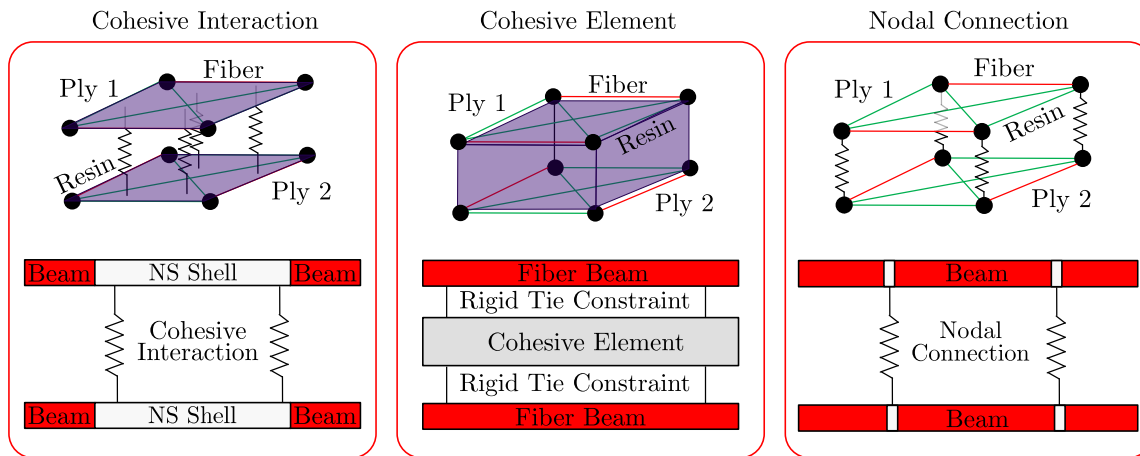 Cohesive Interaction
Ply 1
Fiber
Resin
Ply 2
Beam
NS Shell
Beam
Cohesive
Interaction
Beam
NS Shell
Beam
Cohesive Element
Ply 1
Fiber
Resin
Ply 2
Fiber Beam
Rigid Tie Constraint
Cohesive Element
Rigid Tie Constraint
Fiber Beam
Nodal Connection
Fiber
Ply 1
Resin
Ply 2
Beam
Nodal
Connection
Beam